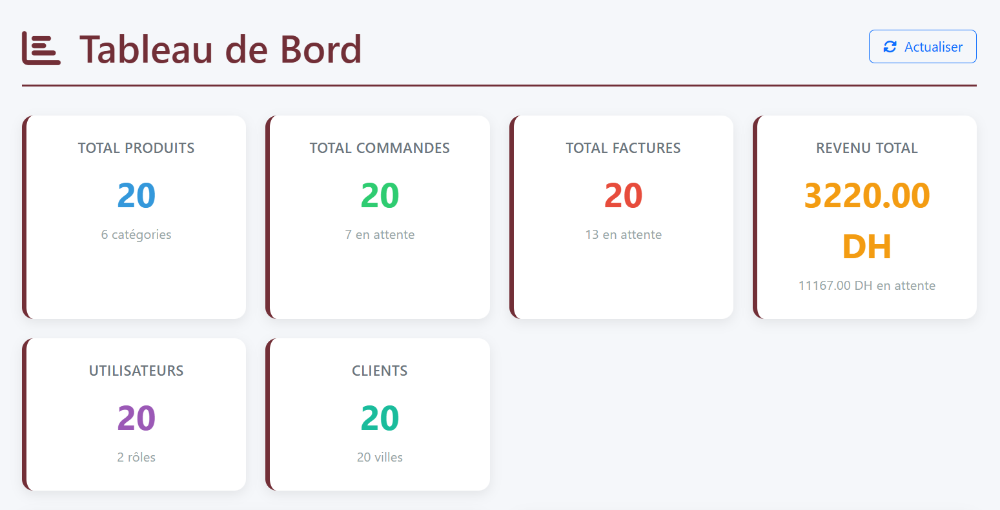 Tableau de Bord
Actualiser
TOTAL PRODUITS
20
6 catégories
TOTAL COMMANDES
20
7 en attente
TOTAL FACTURES
20
13 en attente
REVENU TOTAL
3220.00
DH
11167.00 DH en attente
UTILISATEURS
20
2 rôles
CLIENTS
20
20 villes